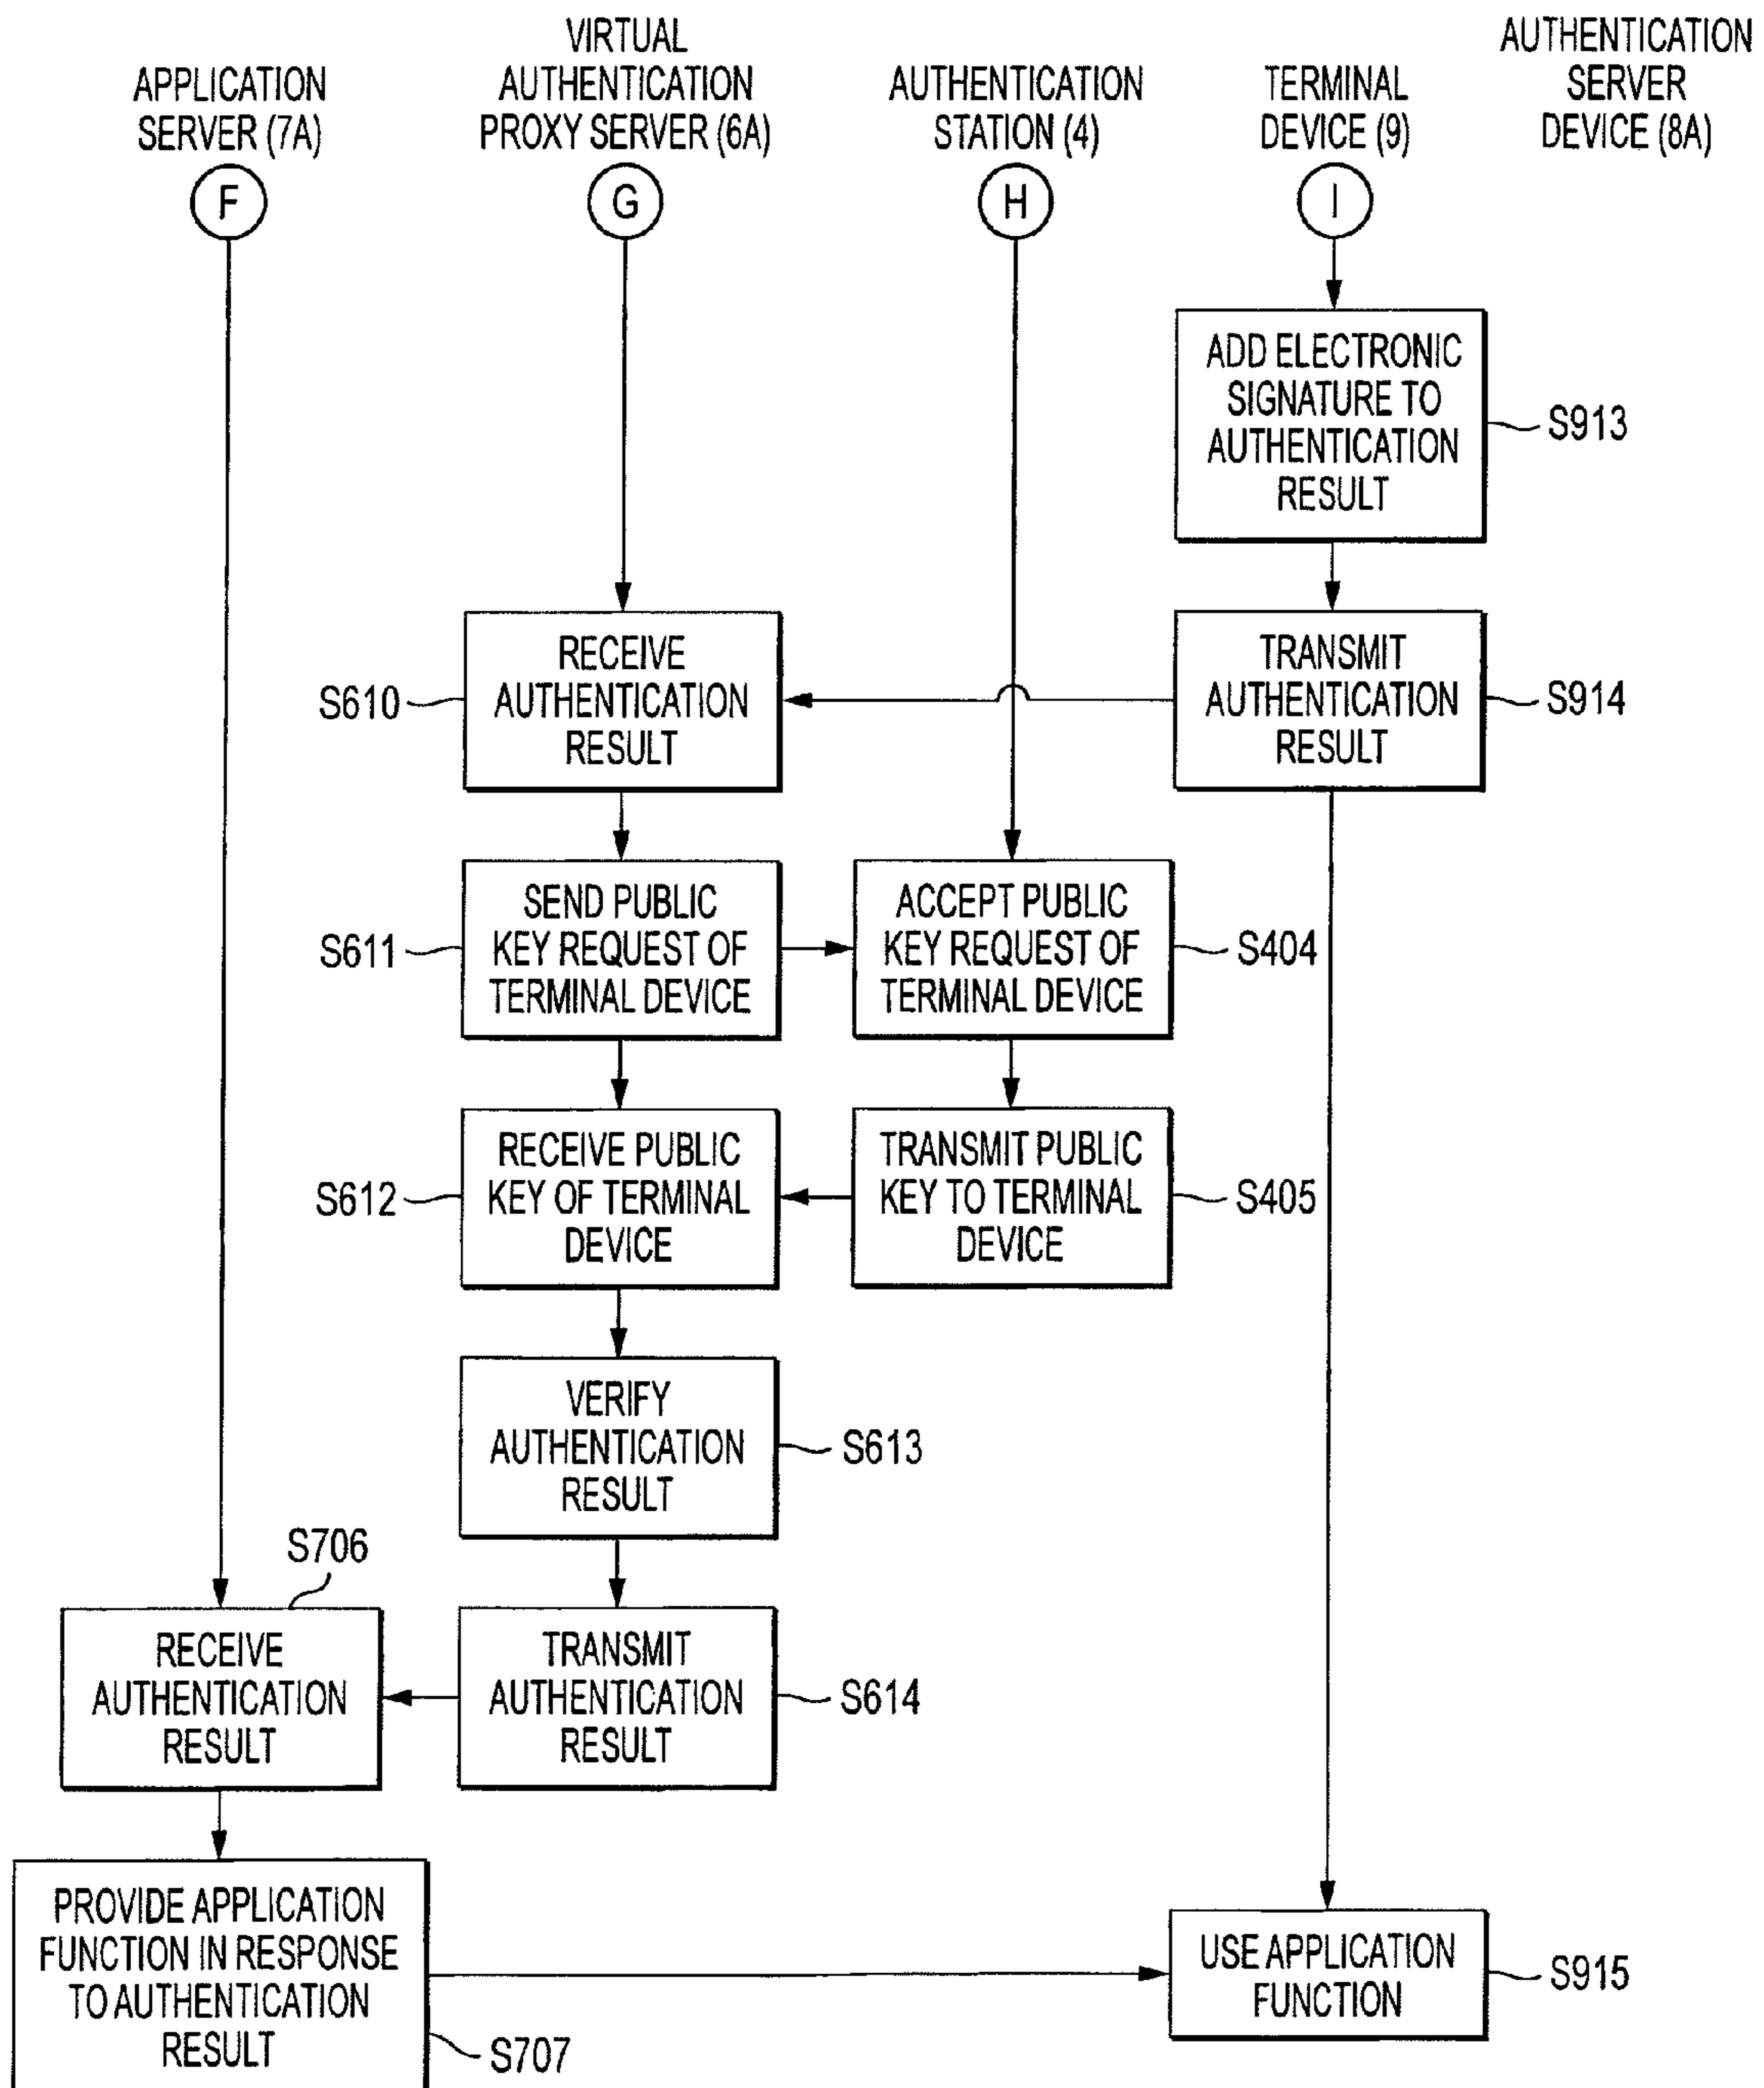 APPLICATION
SERVER (7A)
VIRTUAL
AUTHENTICATION
PROXY SERVER (6A)
AUTHENTICATION
STATION (4)
TERMINAL
DEVICE (9)
AUTHENTICATION
SERVER
DEVICE (8A)
F
G
H
I
ADD ELECTRONIC
SIGNATURE TO
AUTHENTICATION
RESULT
S913
S610
RECEIVE
AUTHENTICATION
RESULT
TRANSMIT
AUTHENTICATION
RESULT
S914
S611
SEND PUBLIC
KEY REQUEST OF
TERMINAL DEVICE
ACCEPT PUBLIC
KEY REQUEST OF
TERMINAL DEVICE
S404
S612
RECEIVE PUBLIC
KEY OF TERMINAL
DEVICE
TRANSMIT PUBLIC
KEY TO TERMINAL
DEVICE
S405
VERIFY
AUTHENTICATION
RESULT
S613
S706
RECEIVE
AUTHENTICATION
RESULT
TRANSMIT
AUTHENTICATION
RESULT
S614
PROVIDE APPLICATION
FUNCTION IN RESPONSE
TO AUTHENTICATION
RESULT
S707
USE APPLICATION
FUNCTION
S915